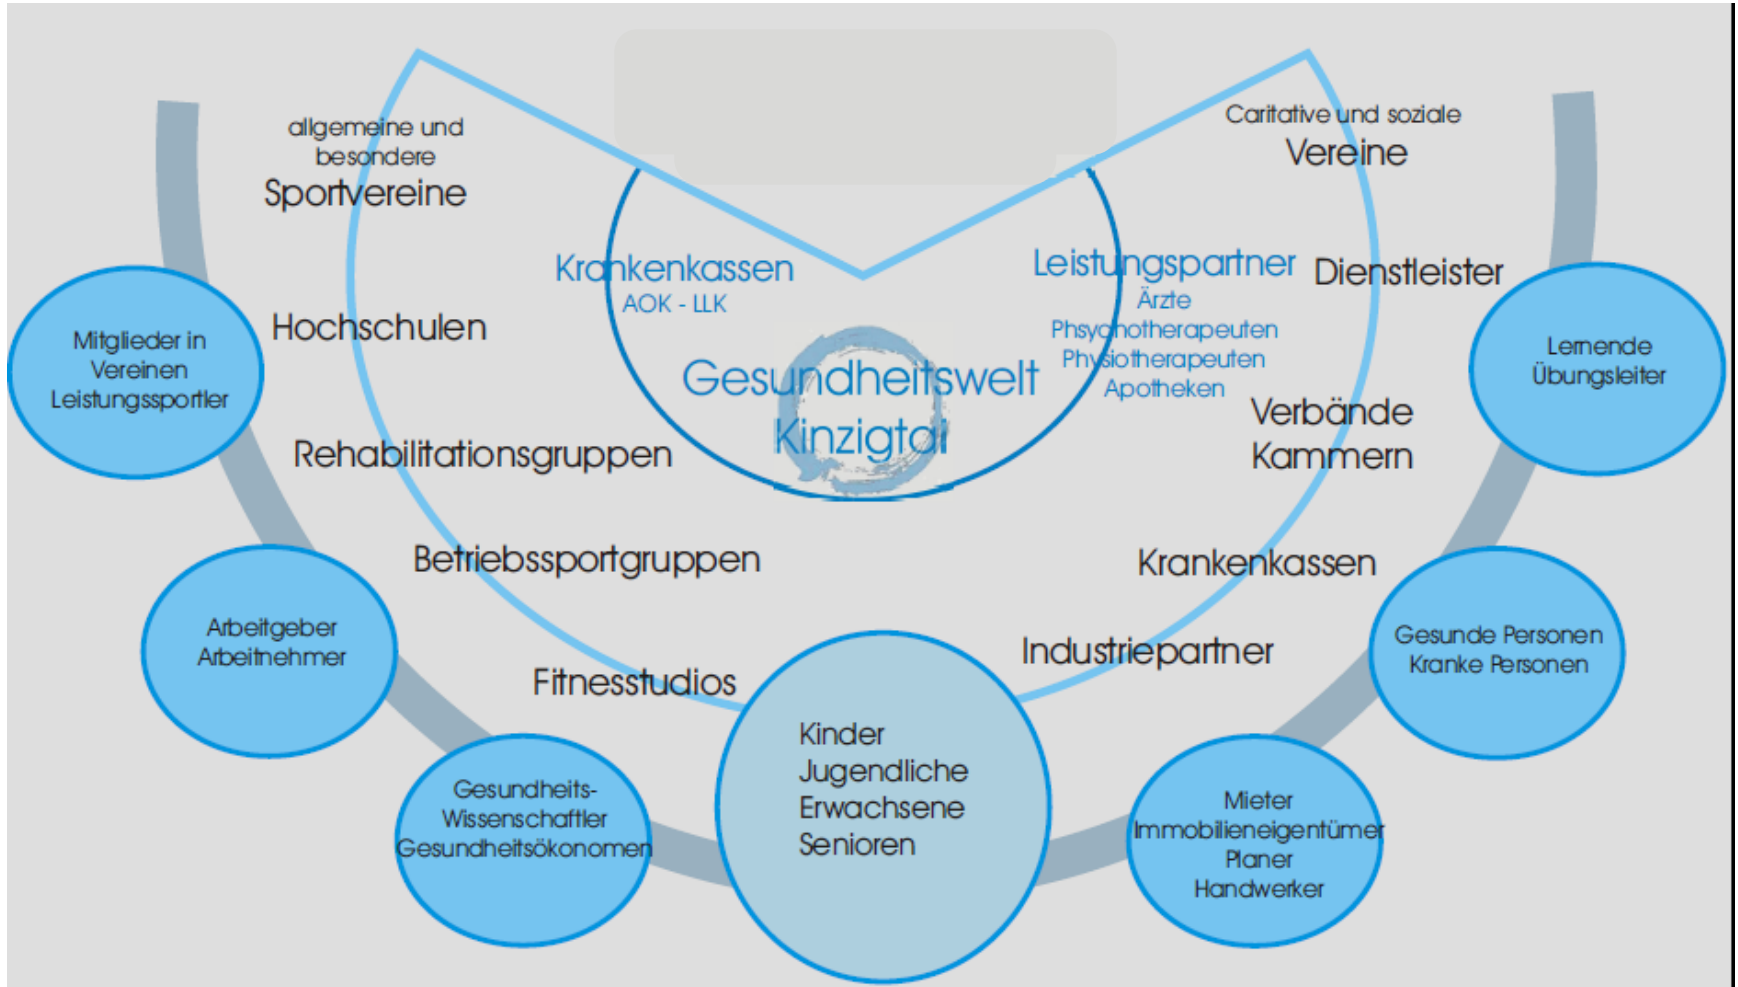 allgemeine und
besondere
Sportvereine
Caritative und soziale
Vereine
Krankenkassen
AOK - LLK
Leistungspartner
Ärzte
Phsychotherapeuten
Physiotherapeuten
Apotheken
Dienstleister
Hochschulen
Gesundheitswelt
Kinzigtal
Mitglieder in
Vereinen
Leistungssportler
Lernende
Übungsleiter
Verbände
Kammern
Rehabilitationsgruppen
Betriebssportgruppen
Krankenkassen
Arbeitgeber
Arbeitnehmer
Gesunde Personen
Kranke Personen
Fitnesstudios
Industriepartner
Gesundheits-
Wissenschaftler
Gesundheitsökonomen
Kinder
Jugendliche
Erwachsene
Senioren
Mieter
Immobilieneigentümer
Planer
Handwerker